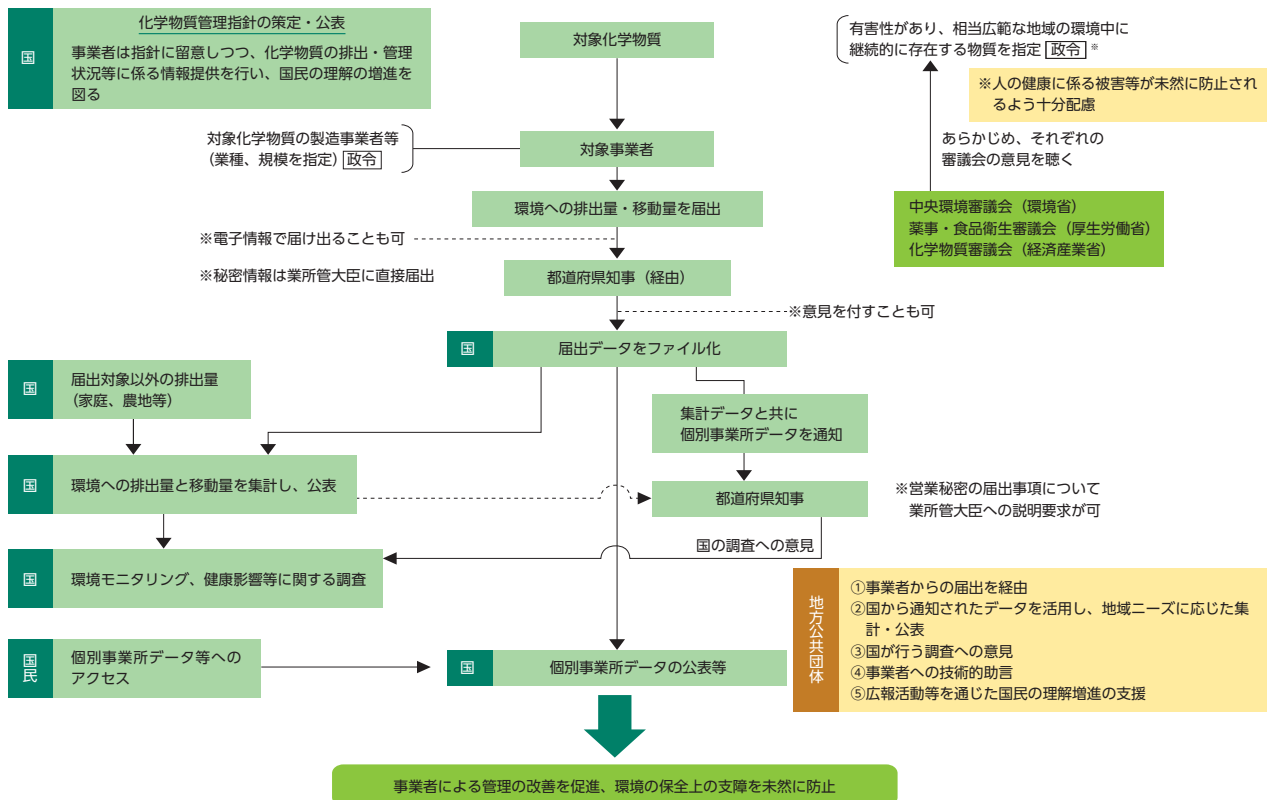 国
化学物質管理指針の策定・公表
事業者は指針に留意しつつ、化学物質の排出・管理
状況等に係る情報提供を行い、国民の理解の増進を
図る
対象化学物質
有害性があり、相当広範な地域の環境中に
継続的に存在する物質を指定 政令 ※
※人の健康に係る被害等が未然に防止され
るよう十分配慮
対象化学物質の製造事業者等
(業種、規模を指定) 政令
対象事業者
あらかじめ、それぞれの
審議会の意見を聴く
環境への排出量・移動量を届出
中央環境審議会(環境省)
薬事・食品衛生審議会(厚生労働省)
化学物質審議会(経済産業省)
※電子情報で届け出ることも可
※秘密情報は業所管大臣に直接届出
都道府県知事(経由)
※意見を付すことも可
国
届出データをファイル化
国
届出対象以外の排出量
(家庭、農地等)
集計データと共に
個別事業所データを通知
国
環境への排出量と移動量を集計し、公表
都道府県知事
※営業秘密の届出事項について
業所管大臣への説明要求が可
国の調査への意見
国
環境モニタリング、健康影響等に関する調査
地方公共団体
①事業者からの届出を経由
②国から通知されたデータを活用し、地域ニーズに応じた集
計・公表
③国が行う調査への意見
④事業者への技術的助言
⑤広報活動等を通じた国民の理解増進の支援
国民
個別事業所データ等への
アクセス
国
個別事業所データの公表等
事業者による管理の改善を促進、環境の保全上の支障を未然に防止